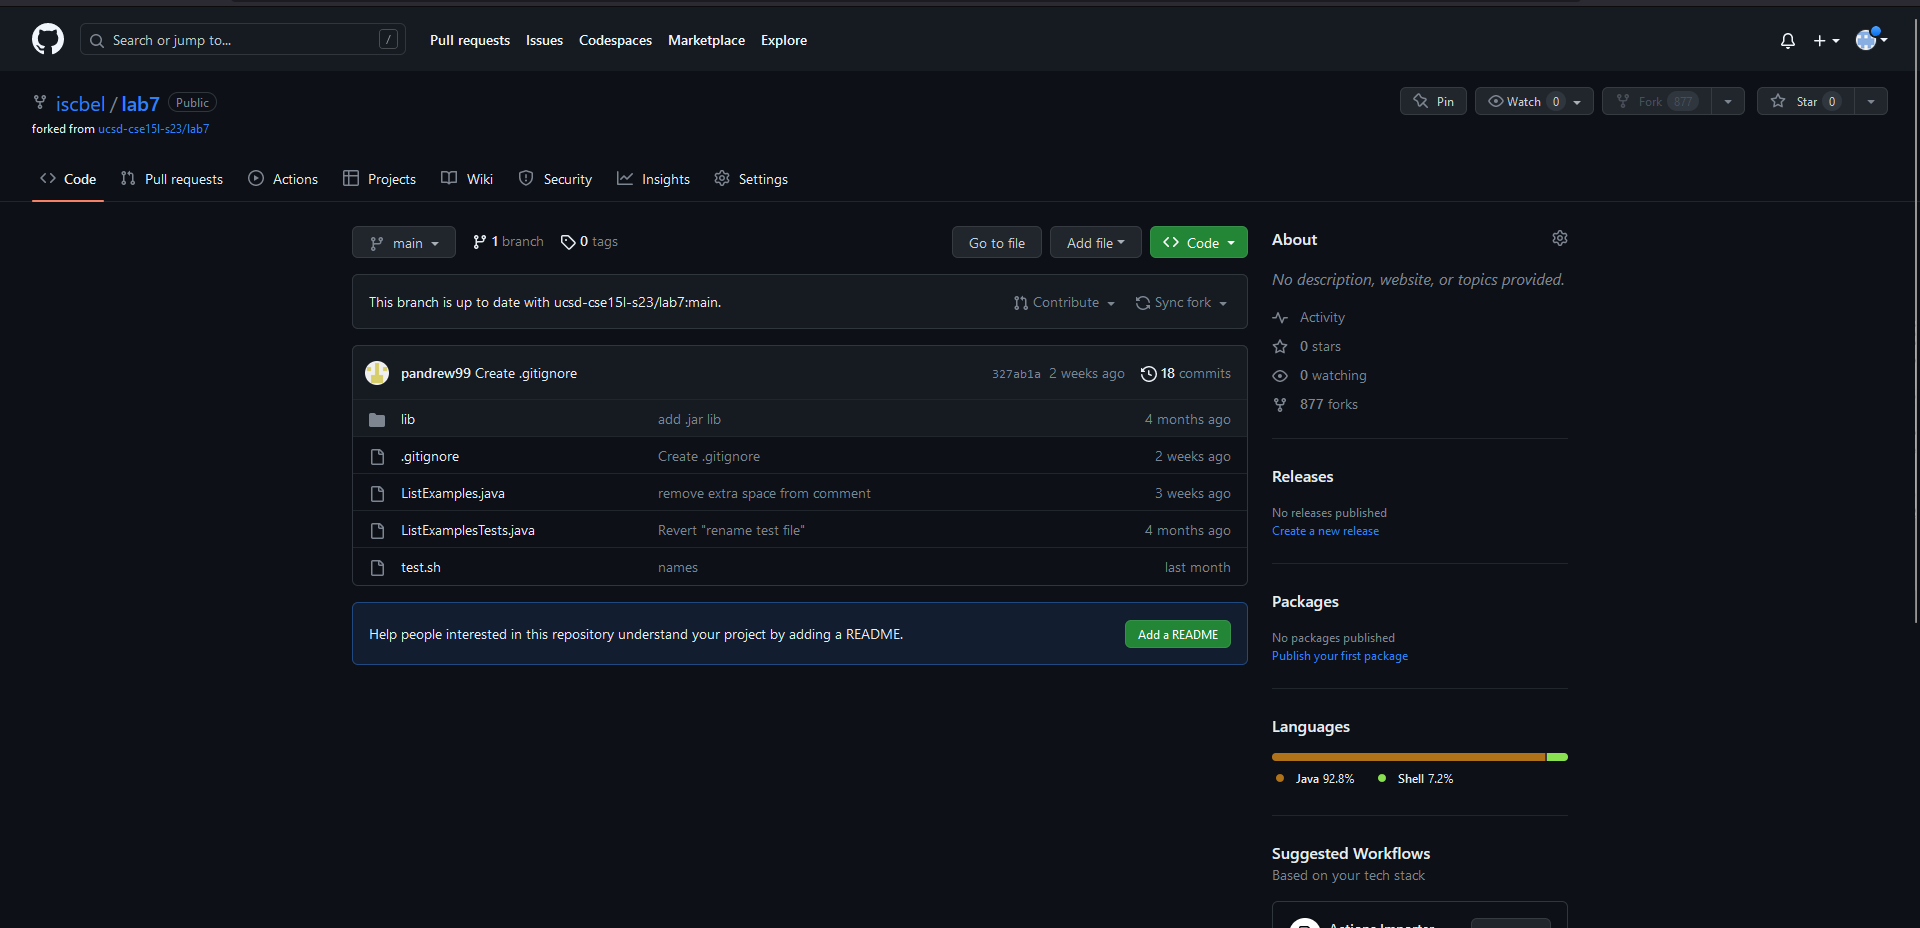 Search or jump to... / Pull requests Issues Codespaces Marketplace Explore
iscbel / lab7 Public Pin Watch 0 Fork 877 Star 0
forked from ucsd-cse15l-s23/lab7
Code Pull requests Actions Projects Wiki Security Insights Settings
main 1 branch 0 tags Go to file Add file Code
This branch is up to date with ucsd-cse15l-s23/lab7:main. Contribute Sync fork
pandrew99 Create .gitignore 327ab1a 2 weeks ago 18 commits
lib add .jar lib 4 months ago
.gitignore Create .gitignore 2 weeks ago
ListExamples.java remove extra space from comment 3 weeks ago
ListExamplesTests.java Revert "rename test file" 4 months ago
test.sh names last month
Help people interested in this repository understand your project by adding a README. Add a README
About
No description, website, or topics provided.
Activity
0 stars
0 watching
877 forks
Releases
No releases published
Create a new release
Packages
No packages published
Publish your first package
Languages
Java 92.8% Shell 7.2%
Suggested Workflows
Based on your tech stack
Actions Importer